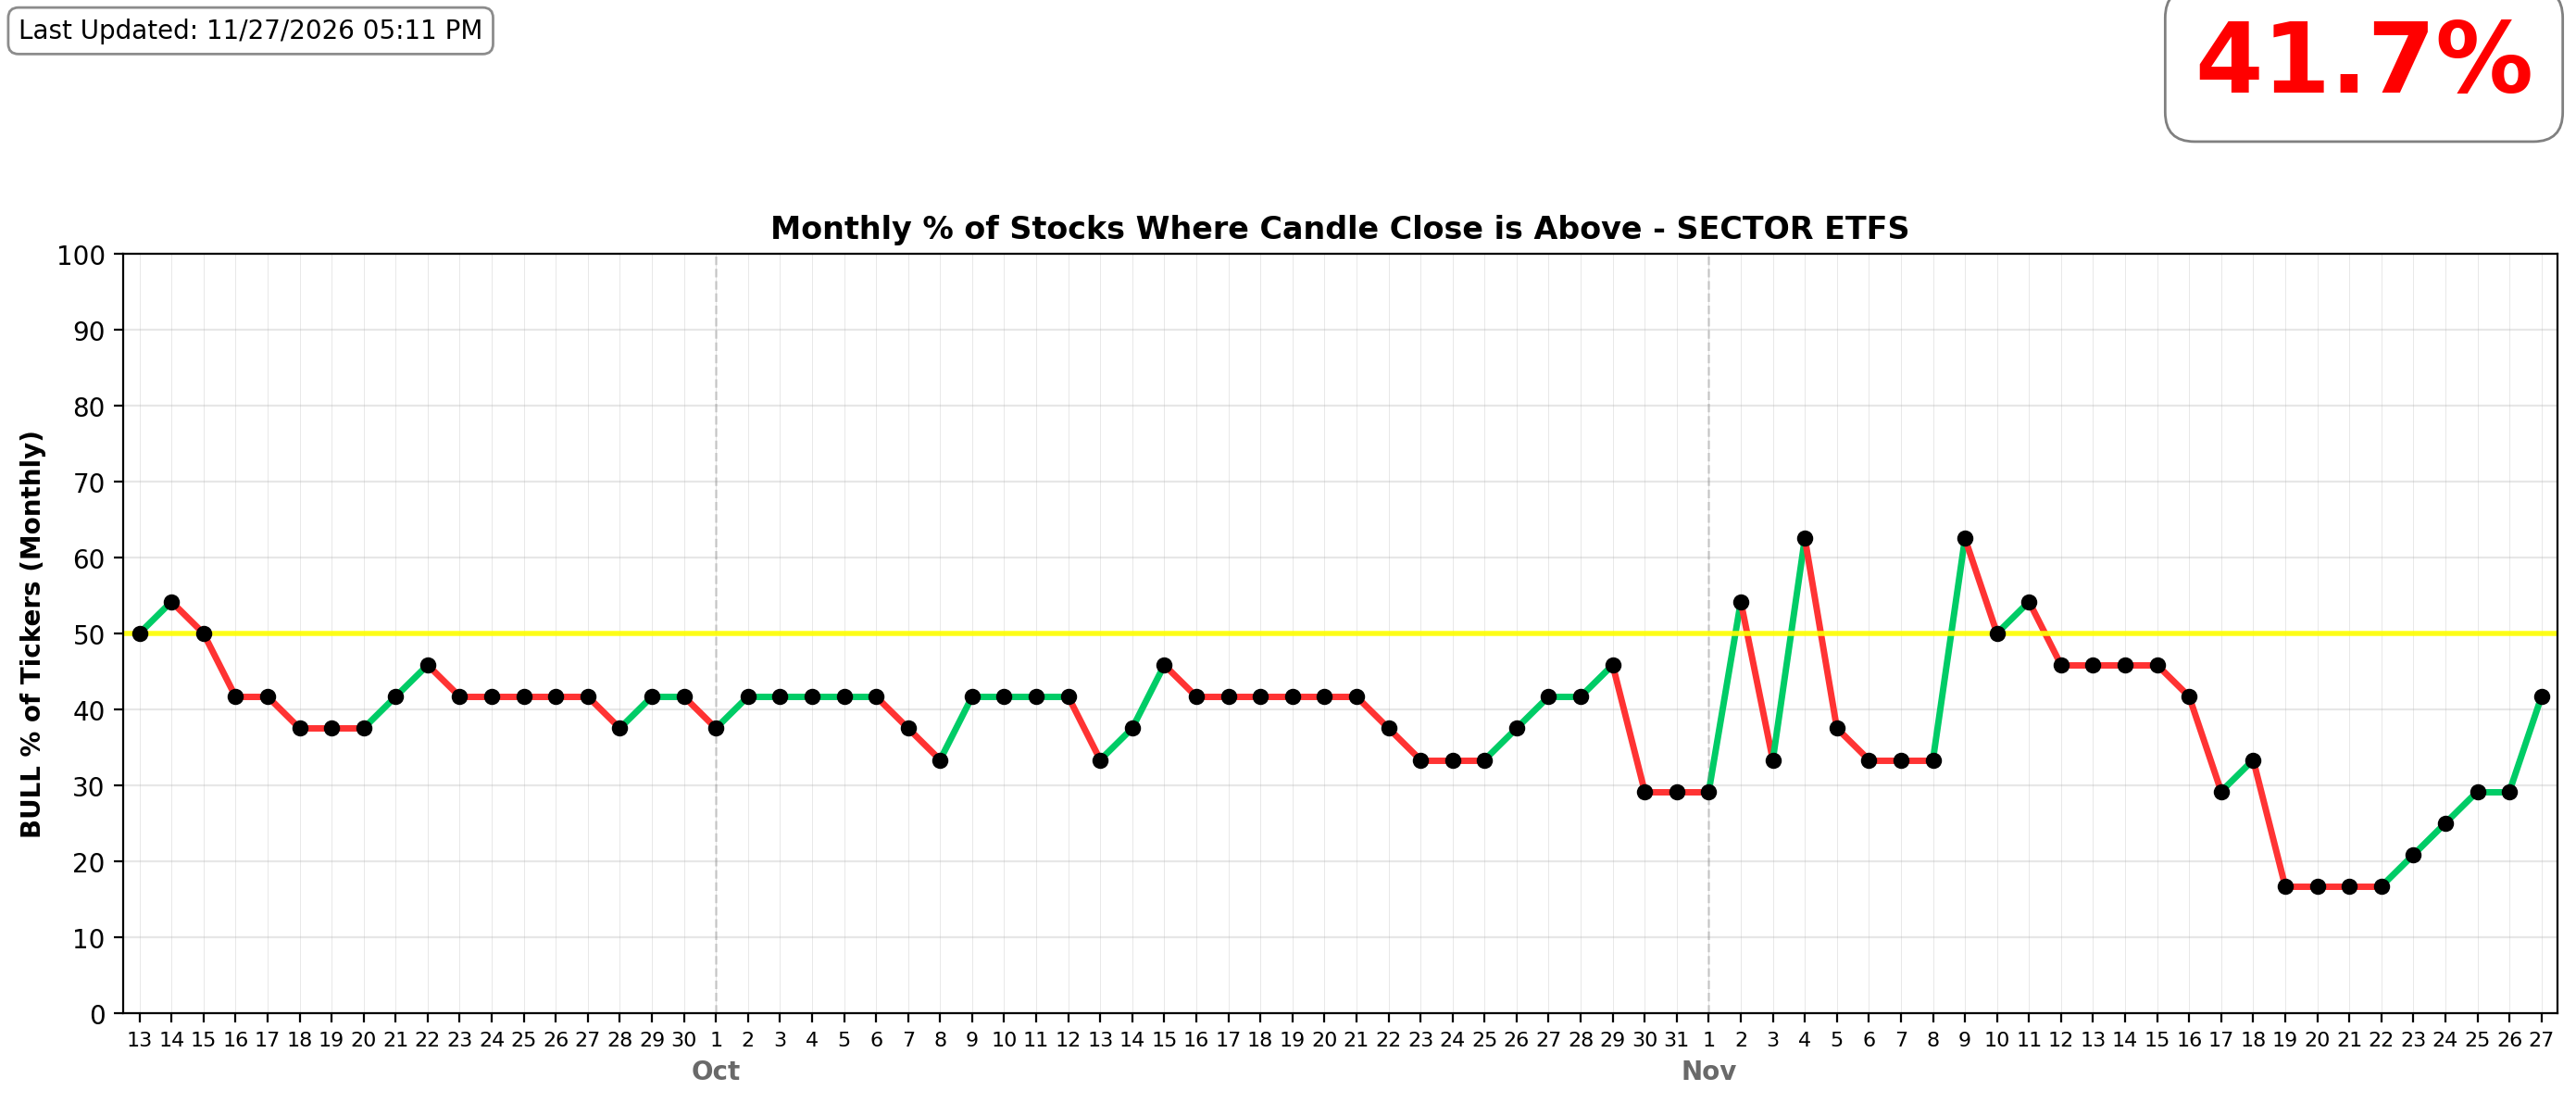 Last Updated: 11/27/2026 05:11 PM
41.7%
Monthly % of Stocks Where Candle Close is Above - SECTOR ETFS
BULL % of Tickers (Monthly)
100
90
80
70
60
50
40
30
20
10
0
13 14 15 16 17 18 19 20 21 22 23 24 25 26 27 28 29 30 1 2 3 4 5 6 7 8 9 10 11 12 13 14 15 16 17 18 19 20 21 22 23 24 25 26 27 28 29 30 31 1 2 3 4 5 6 7 8 9 10 11 12 13 14 15 16 17 18 19 20 21 22 23 24 25 26 27
Oct Nov